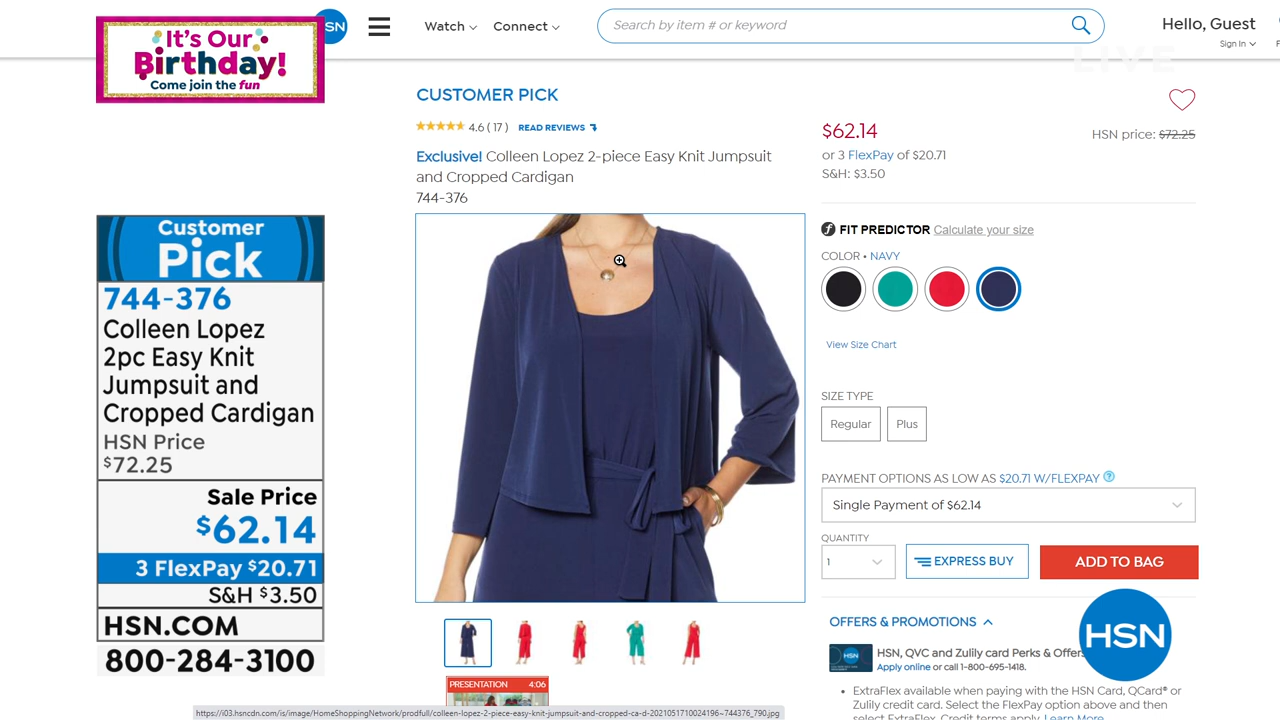 It's Our
Birthday!
Come join the fun
SN
Watch
Connect
Search by item # or keyword
Hello, Guest
Sign In
LIVE
CUSTOMER PICK
4.6 ( 17 ) READ REVIEWS
Exclusive! Colleen Lopez 2-piece Easy Knit Jumpsuit
and Cropped Cardigan
744-376
$62.14
HSN price: $72.25
or 3 FlexPay of $20.71
S&H: $3.50
FIT PREDICTOR Calculate your size
COLOR • NAVY
View Size Chart
SIZE TYPE
Regular
Plus
PAYMENT OPTIONS AS LOW AS $20.71 W/FLEXPAY ?
Single Payment of $62.14
QUANTITY
1
EXPRESS BUY
ADD TO BAG
OFFERS & PROMOTIONS
HSN
HSN, QVC and Zulily card Perks & Offers
Apply online or call 1-800-695-1418.
HSN
• ExtraFlex available when paying with the HSN Card, QCard® or
Zulily credit card. Select the FlexPay option above and then
select ExtraFlex. Credit terms apply. Learn More
Customer
Pick
744-376
Colleen Lopez
2pc Easy Knit
Jumpsuit and
Cropped Cardigan
HSN Price
$72.25
Sale Price
$62.14
3 FlexPay $20.71
S&H $3.50
HSN.COM
800-284-3100
PRESENTATION 4:06
https://i03.hsncdn.com/is/image/HomeShoppingNetwork/prodfull/colleen-lopez-2-piece-easy-knit-jumpsuit-and-cropped-ca-d-2021051710024196~744376_790.jpg